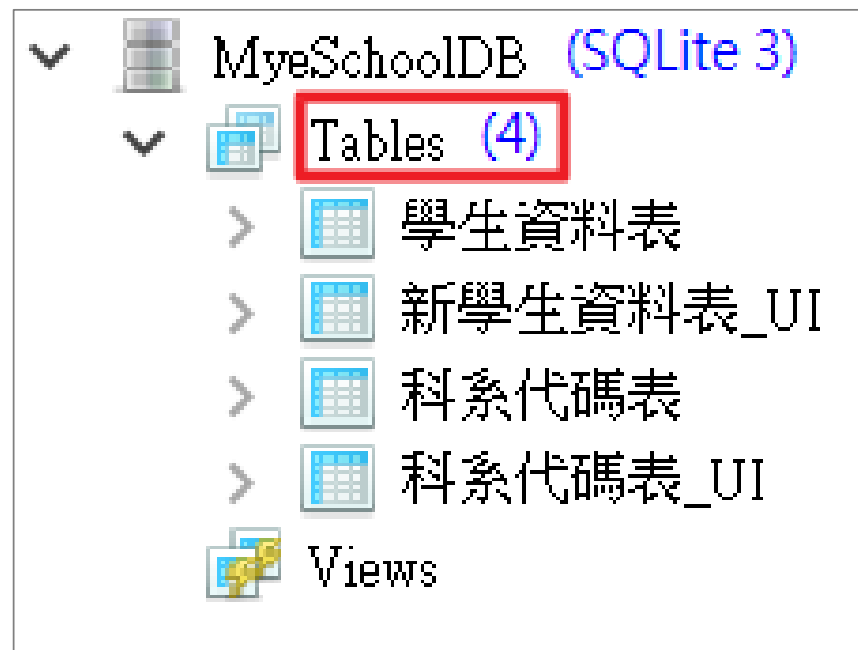 MyeSchoolDB (SQLite 3)
Tables (4)
學生資料表
新學生資料表_UI
科系代碼表
科系代碼表_UI
Views